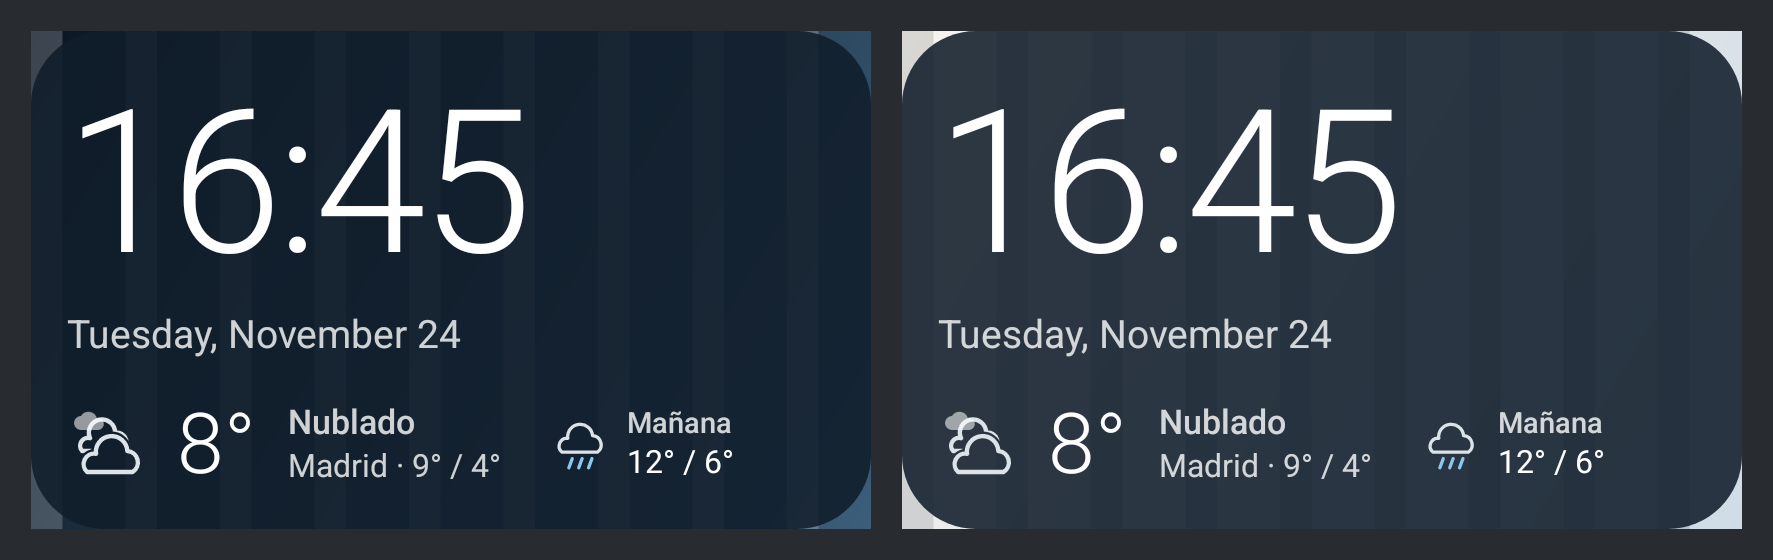 16:45
Tuesday, November 24
8° Nublado
Madrid · 9° / 4°
Mañana
12° / 6°
16:45
Tuesday, November 24
8° Nublado
Madrid · 9° / 4°
Mañana
12° / 6°